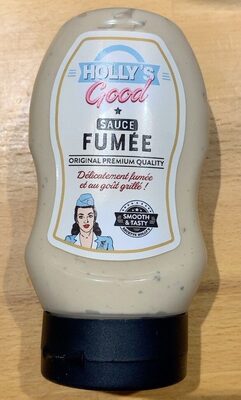 HOLLY'S
Good
SAUCE
FUMÉE
ORIGINAL PREMIUM QUALITY
Délicatement fumée
et au goût grillé !
SMOOTH
& TASTY